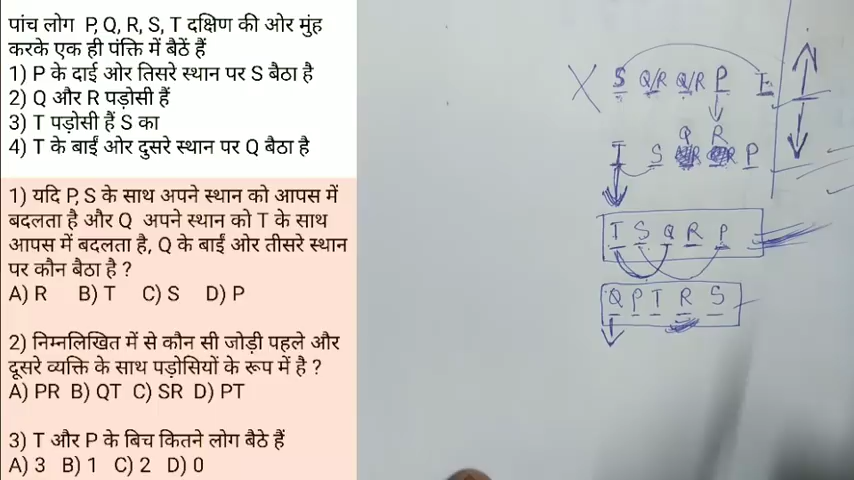 पांच लोग P, Q, R, S, T दक्षिण की ओर मुंह
करके एक ही पंक्ति में बैठें हैं
1) P के दाई ओर तिसरे स्थान पर S बैठा है
2) Q और R पड़ोसी हैं
3) T पड़ोसी हैं S का
4) T के बाईं ओर दुसरे स्थान पर Q बैठा है
1) यदि P, S के साथ अपने स्थान को आपस में
बदलता है और Q अपने स्थान को T के साथ
आपस में बदलता है, Q के बाईं ओर तीसरे स्थान
पर कौन बैठा है ?
A) R B) T C) S D) P
2) निम्नलिखित में से कौन सी जोड़ी पहले और
दूसरे व्यक्ति के साथ पड़ोसियों के रूप में है ?
A) PR B) QT C) SR D) PT
3) T और P के बिच कितने लोग बैठे हैं
A) 3 B) 1 C) 2 D) 0
S Q/R Q/R P
Q R
T S P
T S Q R P
Q P T R S